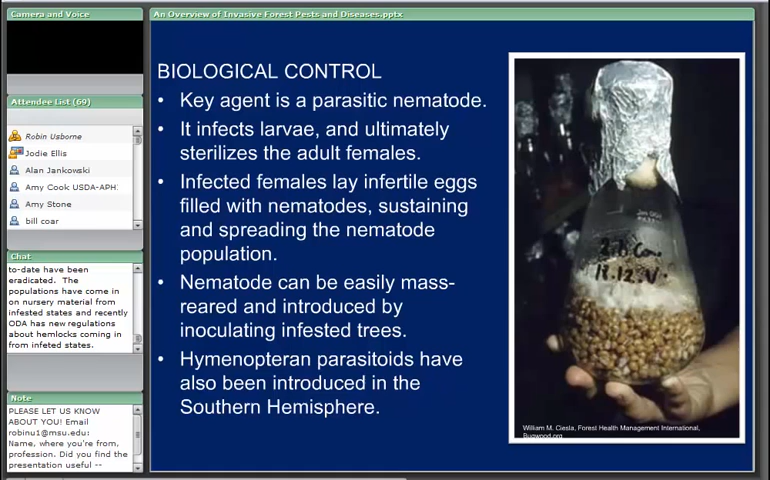 Camera and Voice
Attendee List (69)
Robin Usborne
Jodie Ellis
Alan Jankowski
Amy Cook USDA-APH:
Amy Stone
bill coar
Chat
to-date have been
eradicated. The
populations have come in
on nursery material from
infested states and recently
ODA has new regulations
about hemlocks coming in
from infeted states.
Note
PLEASE LET US KNOW
ABOUT YOU! Email
robinu1@msu.edu:
Name, where you're from,
profession. Did you find the
presentation useful --
An Overview of Invasive Forest Pests and Diseases.pptx
BIOLOGICAL CONTROL
• Key agent is a parasitic nematode.
• It infects larvae, and ultimately
sterilizes the adult females.
• Infected females lay infertile eggs
filled with nematodes, sustaining
and spreading the nematode
population.
• Nematode can be easily mass-
reared and introduced by
inoculating infested trees.
• Hymenopteran parasitoids have
also been introduced in the
Southern Hemisphere.
William M. Ciesla, Forest Health Management International,
Bugwood.org